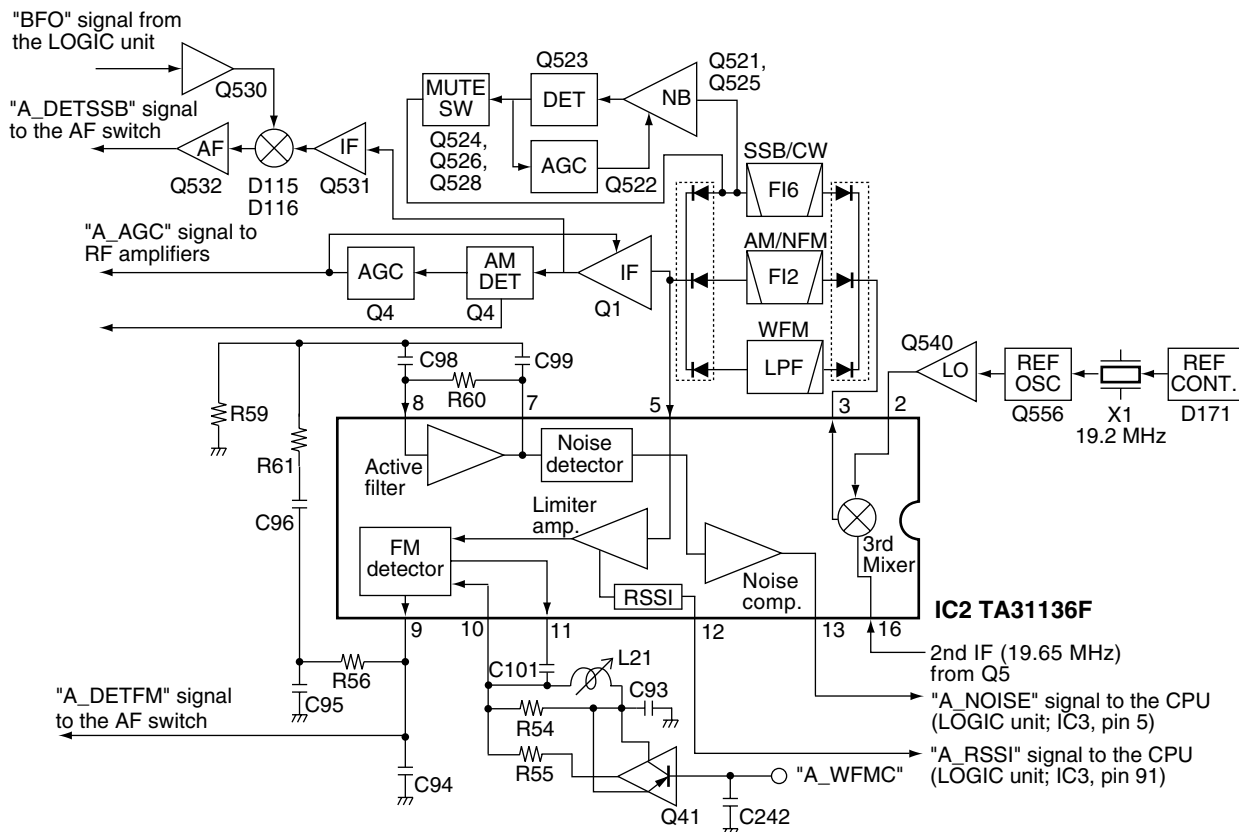 "BFO" signal from
the LOGIC unit
Q530
"A_DETSSB" signal
to the AF switch
AF
Q532
D115
D116
IF
Q531
MUTE
SW
Q524,
Q526,
Q528
Q523
DET
AGC
Q522
NB
Q521,
Q525
SSB/CW
FI6
AM/NFM
FI2
WFM
LPF
"A_AGC" signal to
RF amplifiers
AGC
Q4
AM
DET
Q4
IF
Q1
Q540
LO
REF
OSC
Q556
X1
19.2 MHz
REF
CONT.
D171
C98
C99
R60
R59
R61
C96
8
7
5
3
2
Active
filter
Noise
detector
Limiter
amp.
FM
detector
RSSI
Noise
comp.
3rd
Mixer
IC2 TA31136F
9
10
11
12
13
16
2nd IF (19.65 MHz)
from Q5
"A_NOISE" signal to the CPU
(LOGIC unit; IC3, pin 5)
"A_RSSI" signal to the CPU
(LOGIC unit; IC3, pin 91)
R56
C95
"A_DETFM" signal
to the AF switch
C94
C101
L21
C93
R54
R55
Q41
"A_WFMC"
C242